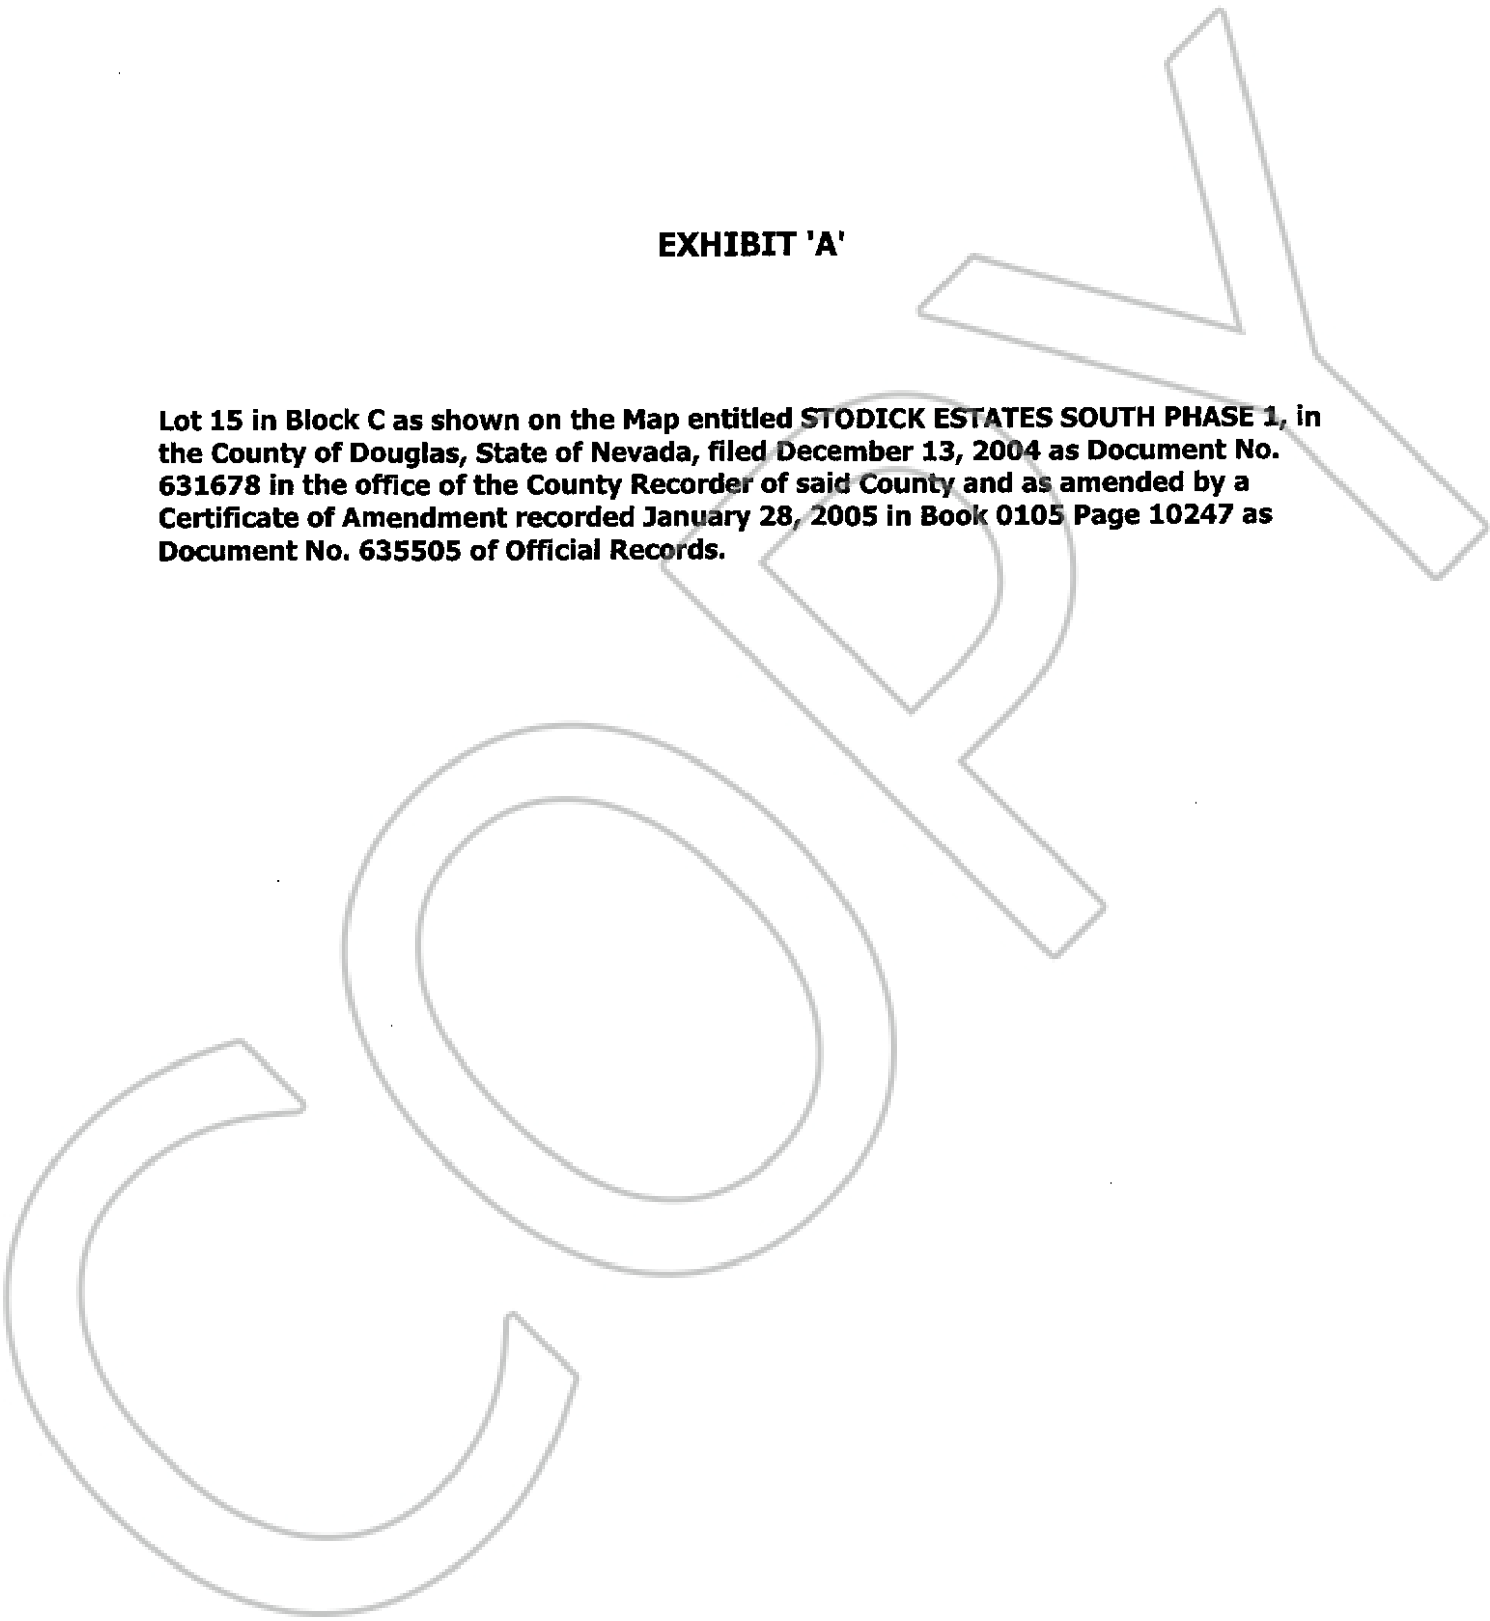 EXHIBIT 'A'
Lot 15 in Block C as shown on the Map entitled STODICK ESTATES SOUTH PHASE 1, in
the County of Douglas, State of Nevada, filed December 13, 2004 as Document No.
631678 in the office of the County Recorder of said County and as amended by a
Certificate of Amendment recorded January 28, 2005 in Book 0105 Page 10247 as
Document No. 635505 of Official Records.
COPY